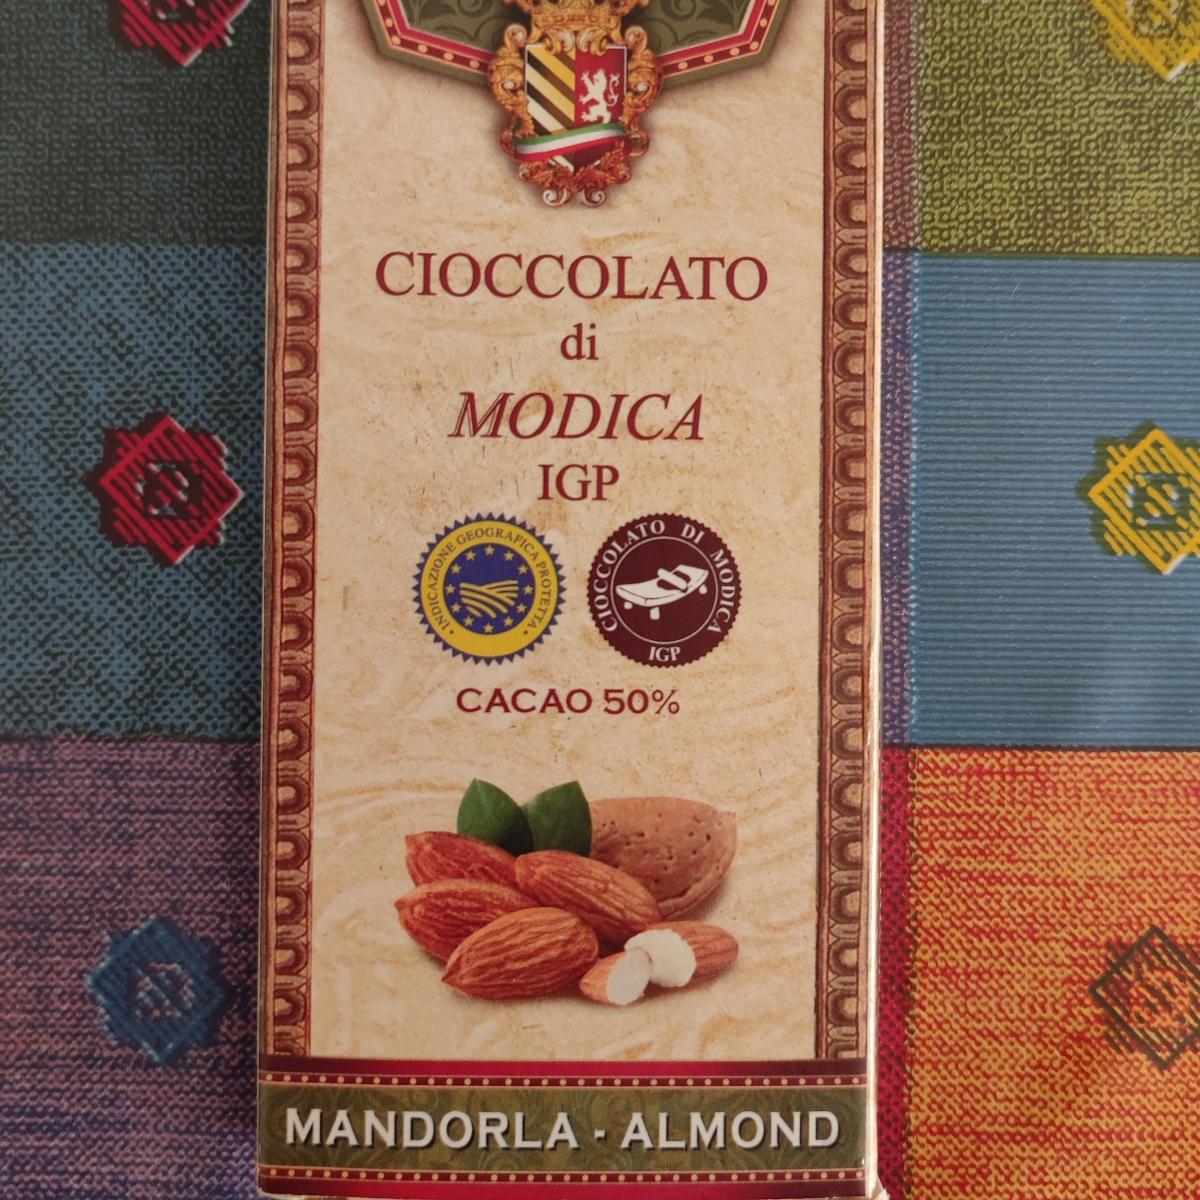 CIOCCOLATO
di
MODICA
IGP
INDICAZIONE GEOGRAFICA PROTETTA
CIOCCOLATO DI MODICA
IGP
CACAO 50%
MANDORLA - ALMOND